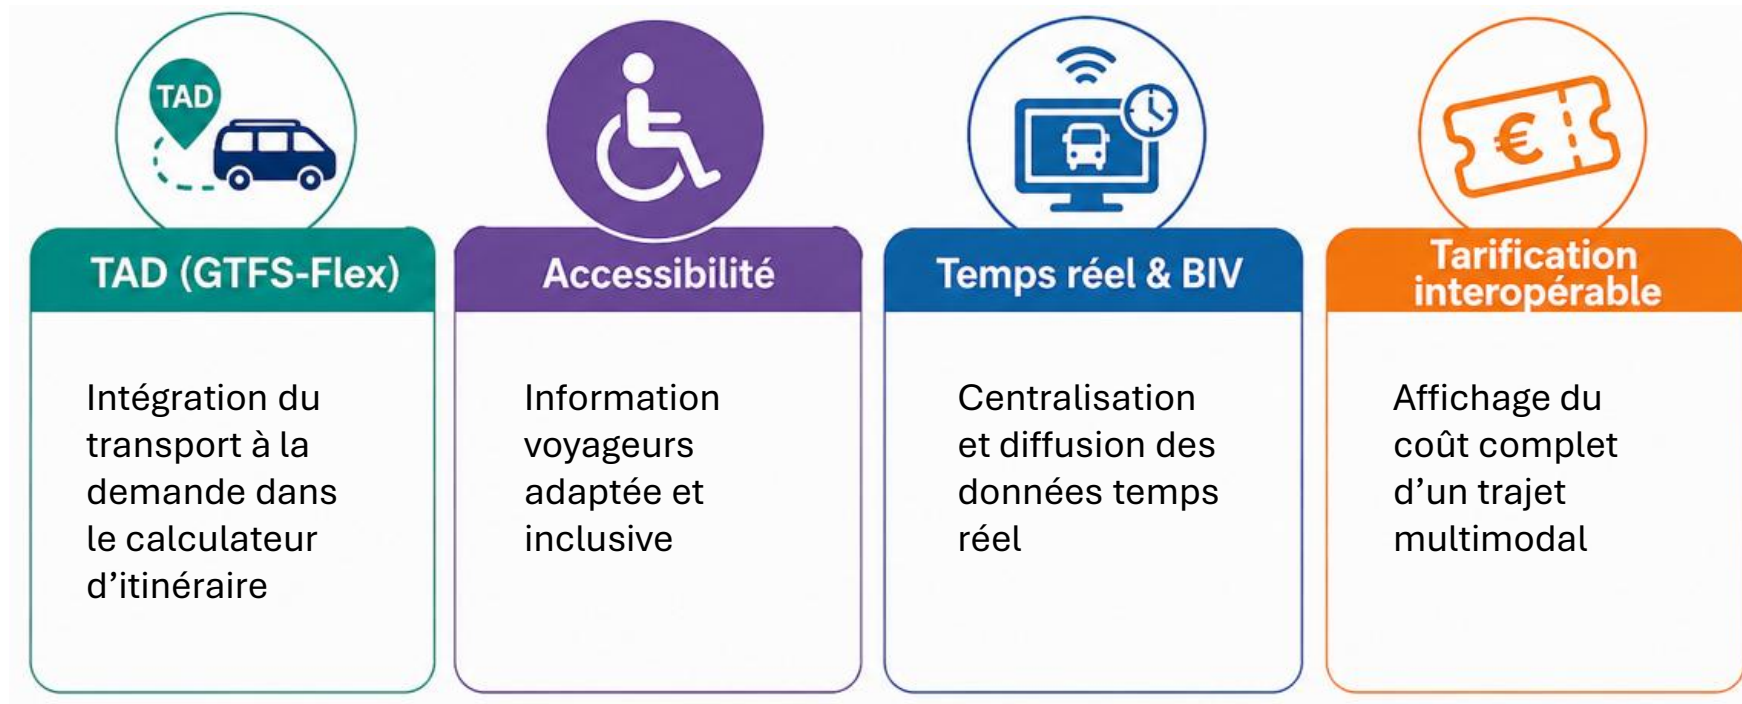 TAD
TAD (GTFS-Flex)
Intégration du
transport à la
demande dans
le calculateur
d’itinéraire
Accessibilité
Information
voyageurs
adaptée et
inclusive
Temps réel & BIV
Centralisation
et diffusion des
données temps
réel
€
Tarification
interopérable
Affichage du
coût complet
d’un trajet
multimodal